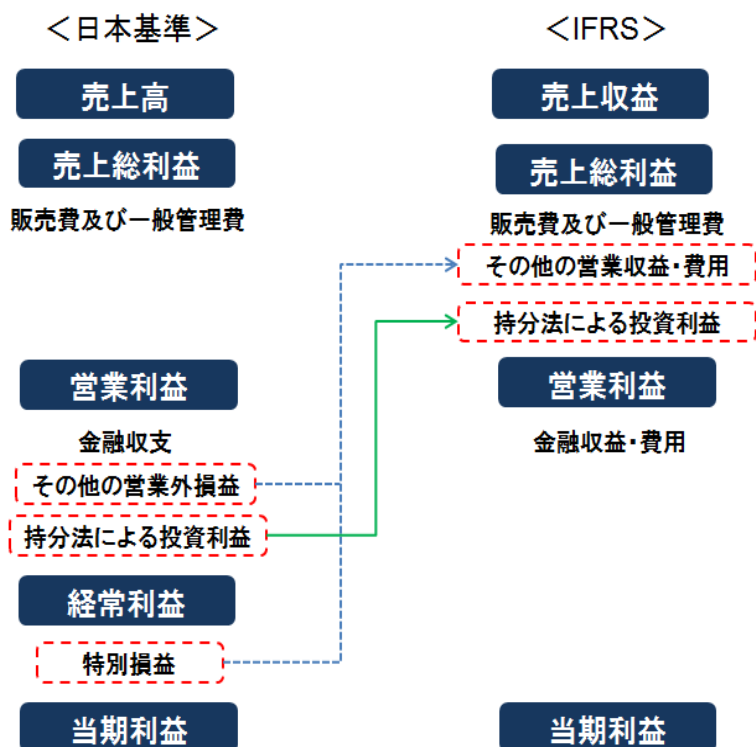 ＜日本基準＞
売上高
売上総利益
販売費及び一般管理費
営業利益
金融収支
その他の営業外損益
持分法による投資利益
経常利益
特別損益
当期利益
＜IFRS＞
売上収益
売上総利益
販売費及び一般管理費
その他の営業収益・費用
持分法による投資利益
営業利益
金融収益・費用
当期利益